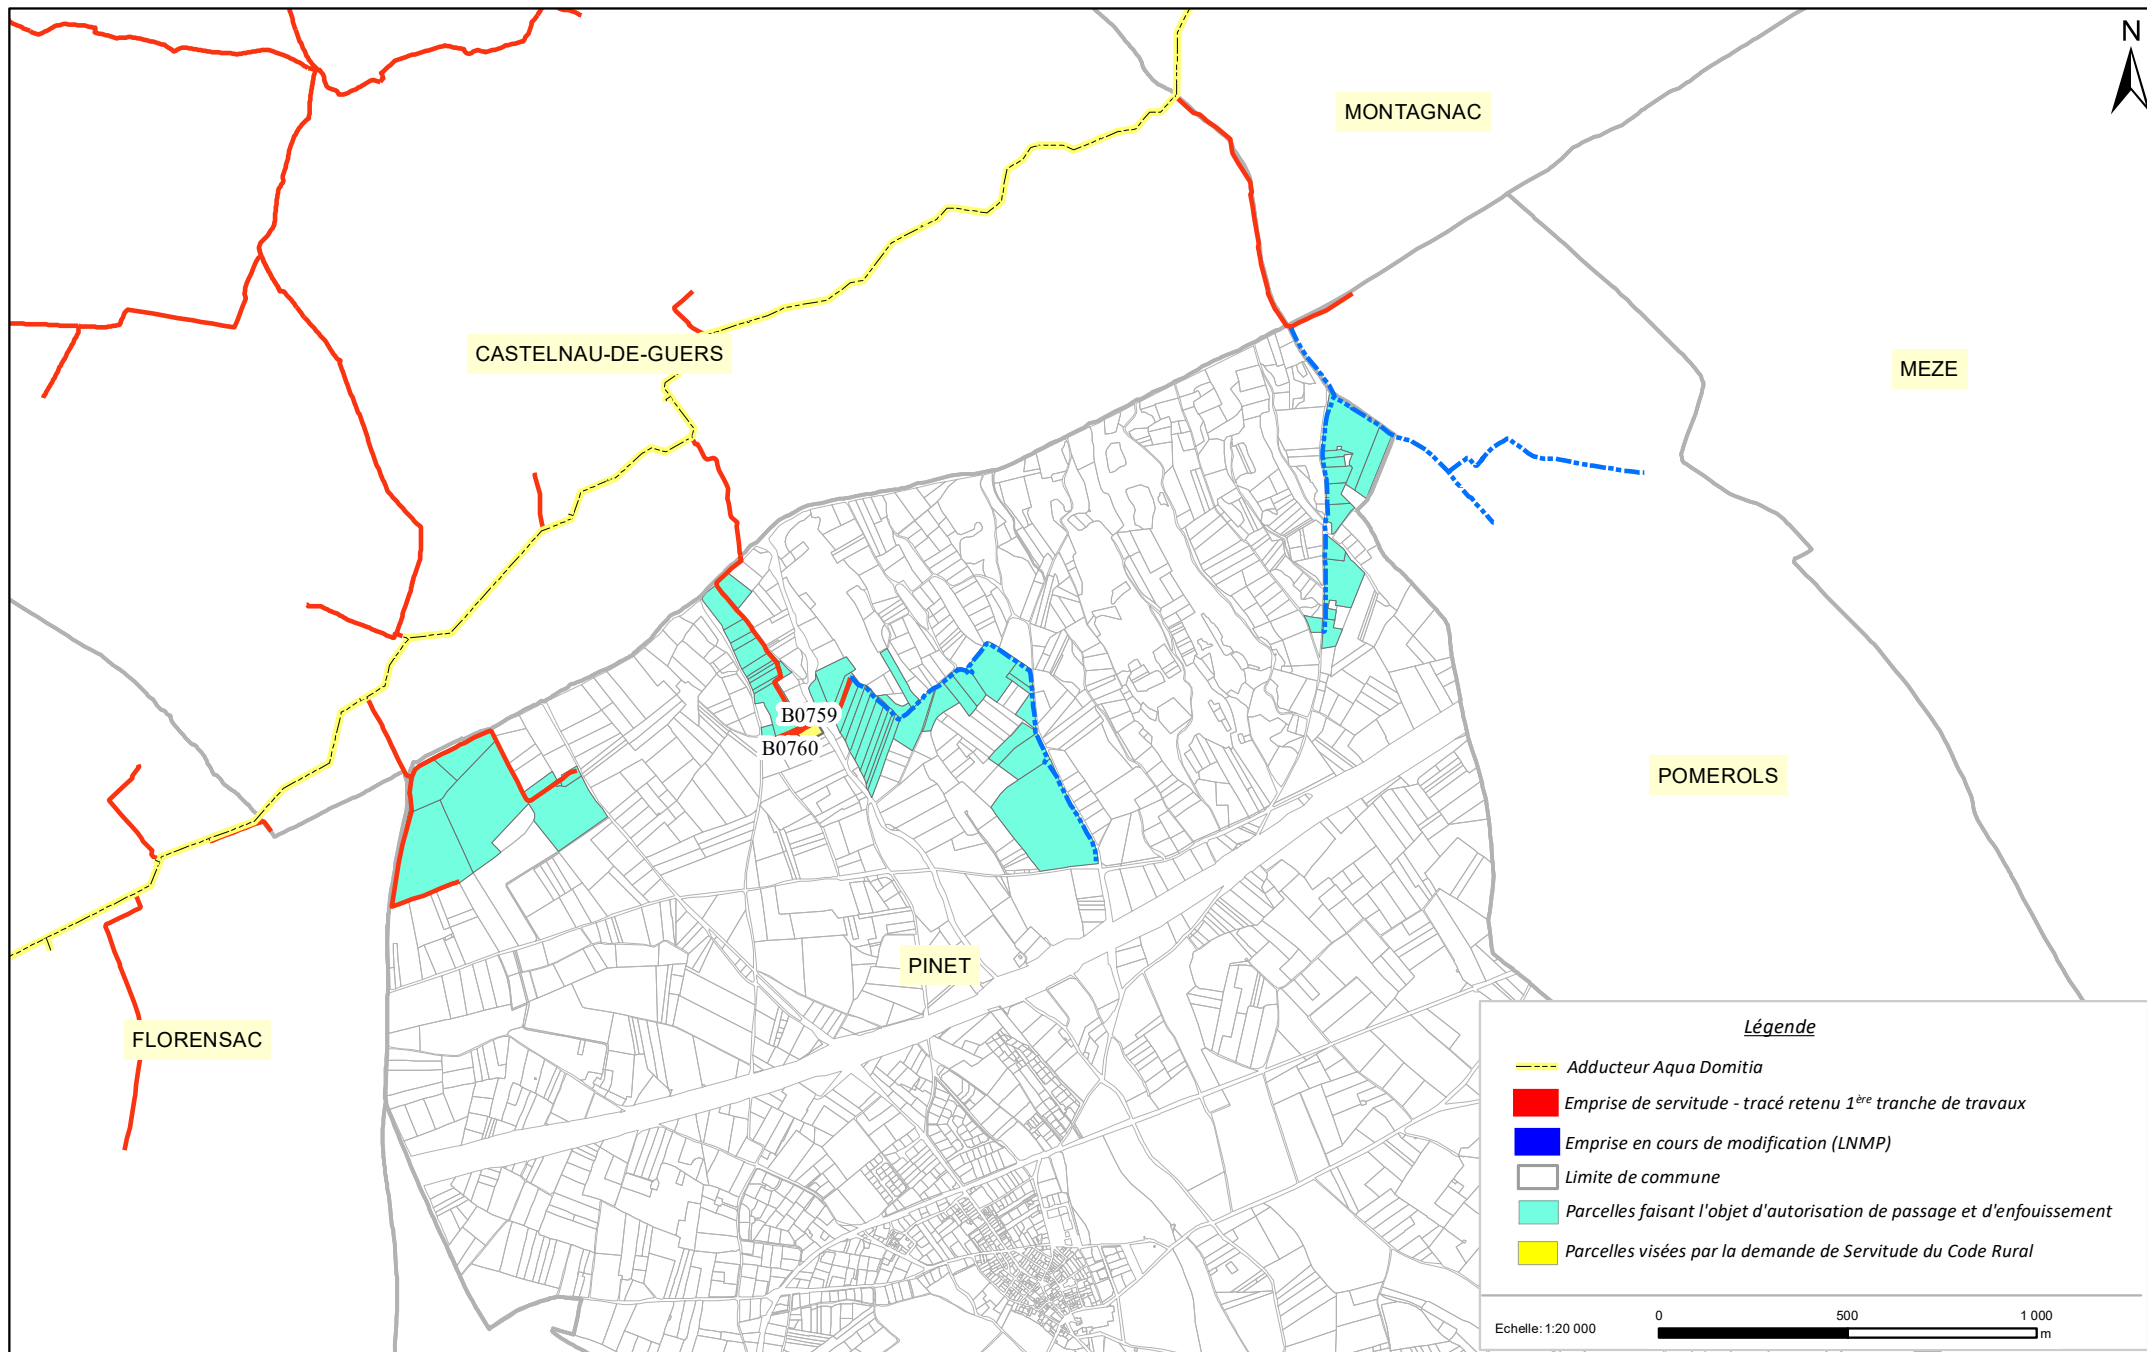 N
MONTAGNAC
CASTELNAU-DE-GUERS
MEZE
B0759
B0760
POMEROLS
PINET
FLORENSAC
Légende
Adducteur Aqua Domitia
Emprise de servitude - tracé retenu 1ère tranche de travaux
Emprise en cours de modification (LNMP)
Limite de commune
Parcelles faisant l'objet d'autorisation de passage et d'enfouissement
Parcelles visées par la demande de Servitude du Code Rural
Echelle: 1:20 000
0 500 1 000
m